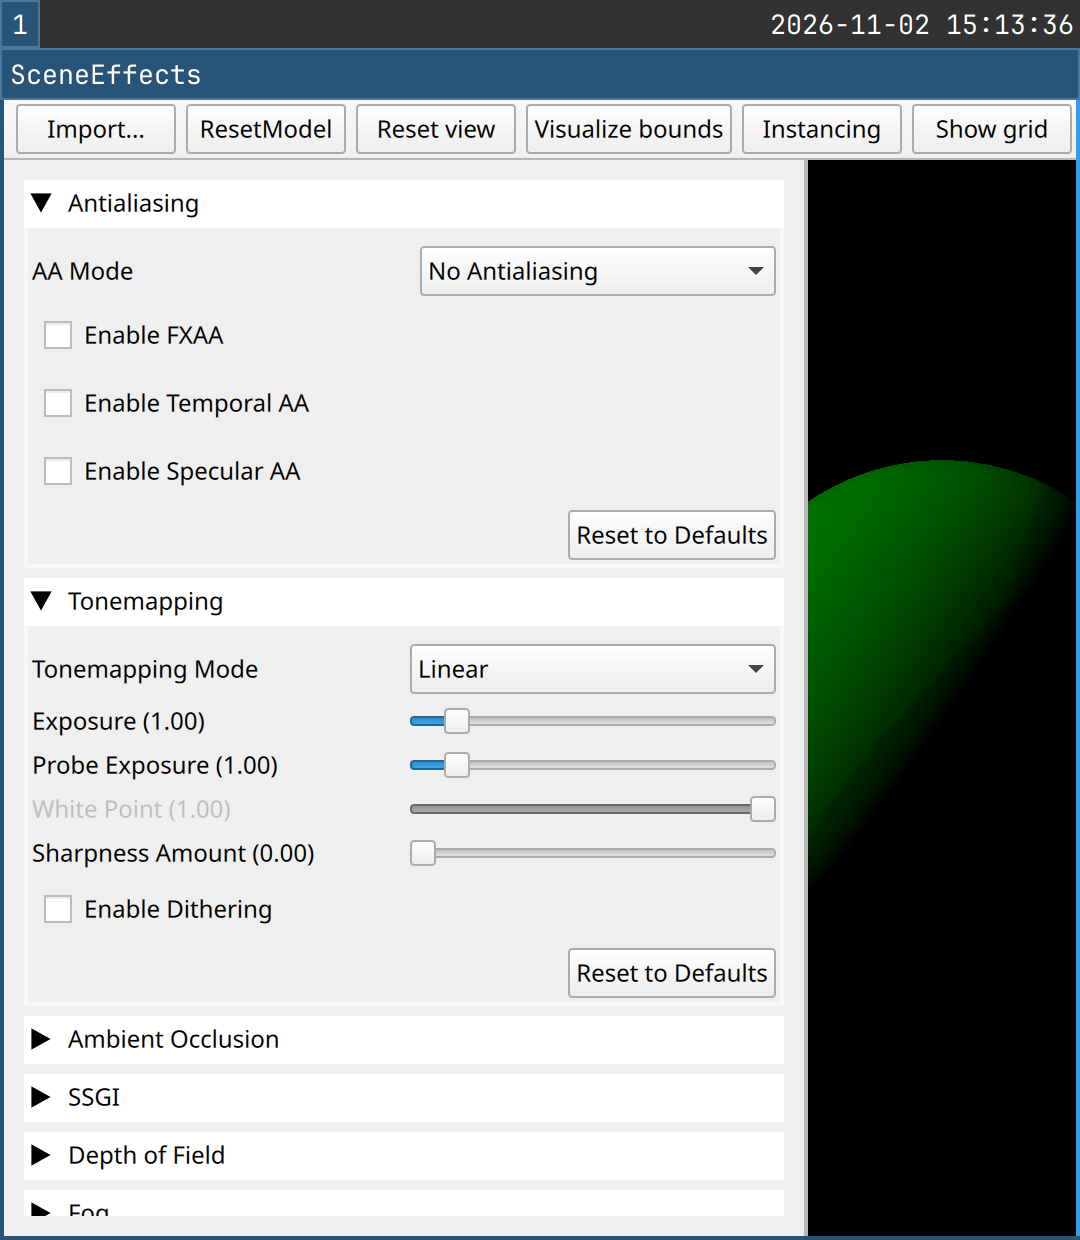 1
2026-11-02 15:13:36
SceneEffects
Import... ResetModel Reset view Visualize bounds Instancing Show grid
Antialiasing
AA Mode No Antialiasing
Enable FXAA
Enable Temporal AA
Enable Specular AA
Reset to Defaults
Tonemapping
Tonemapping Mode Linear
Exposure (1.00)
Probe Exposure (1.00)
White Point (1.00)
Sharpness Amount (0.00)
Enable Dithering
Reset to Defaults
Ambient Occlusion
SSGI
Depth of Field
Fog